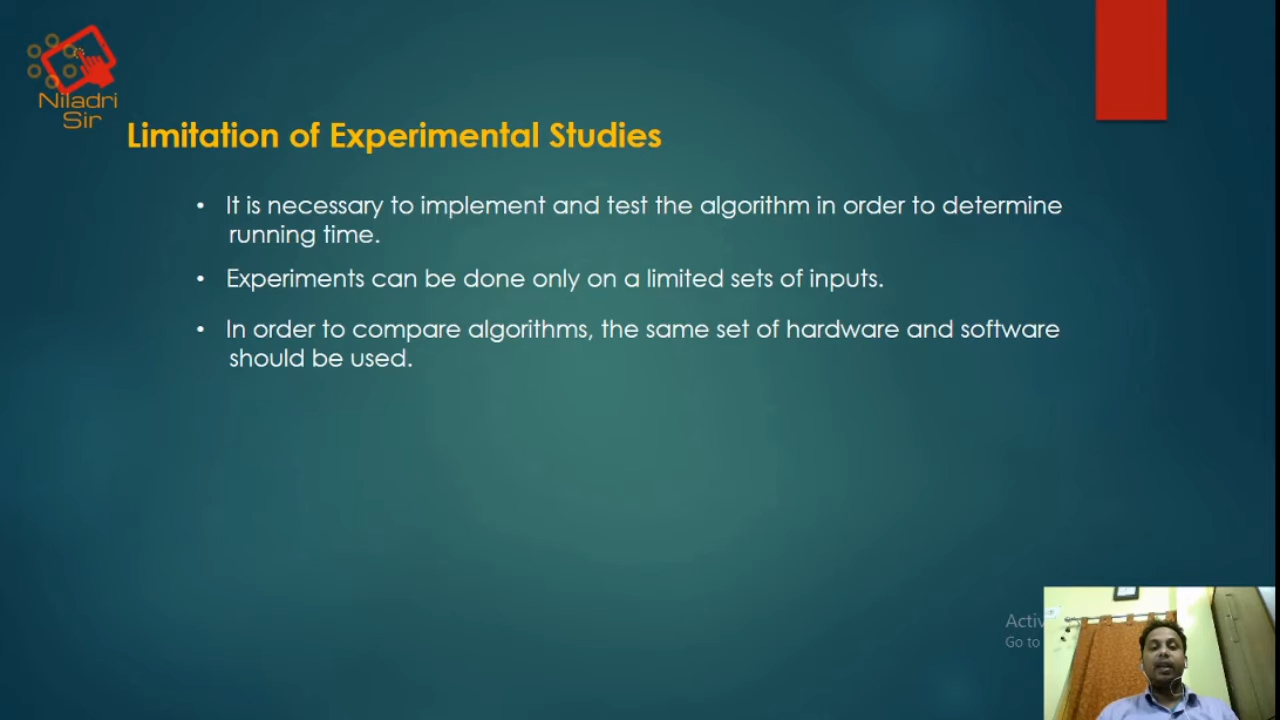 Niladri
Sir
Limitation of Experimental Studies
• It is necessary to implement and test the algorithm in order to determine
running time.
• Experiments can be done only on a limited sets of inputs.
• In order to compare algorithms, the same set of hardware and software
should be used.
Activ
Go to